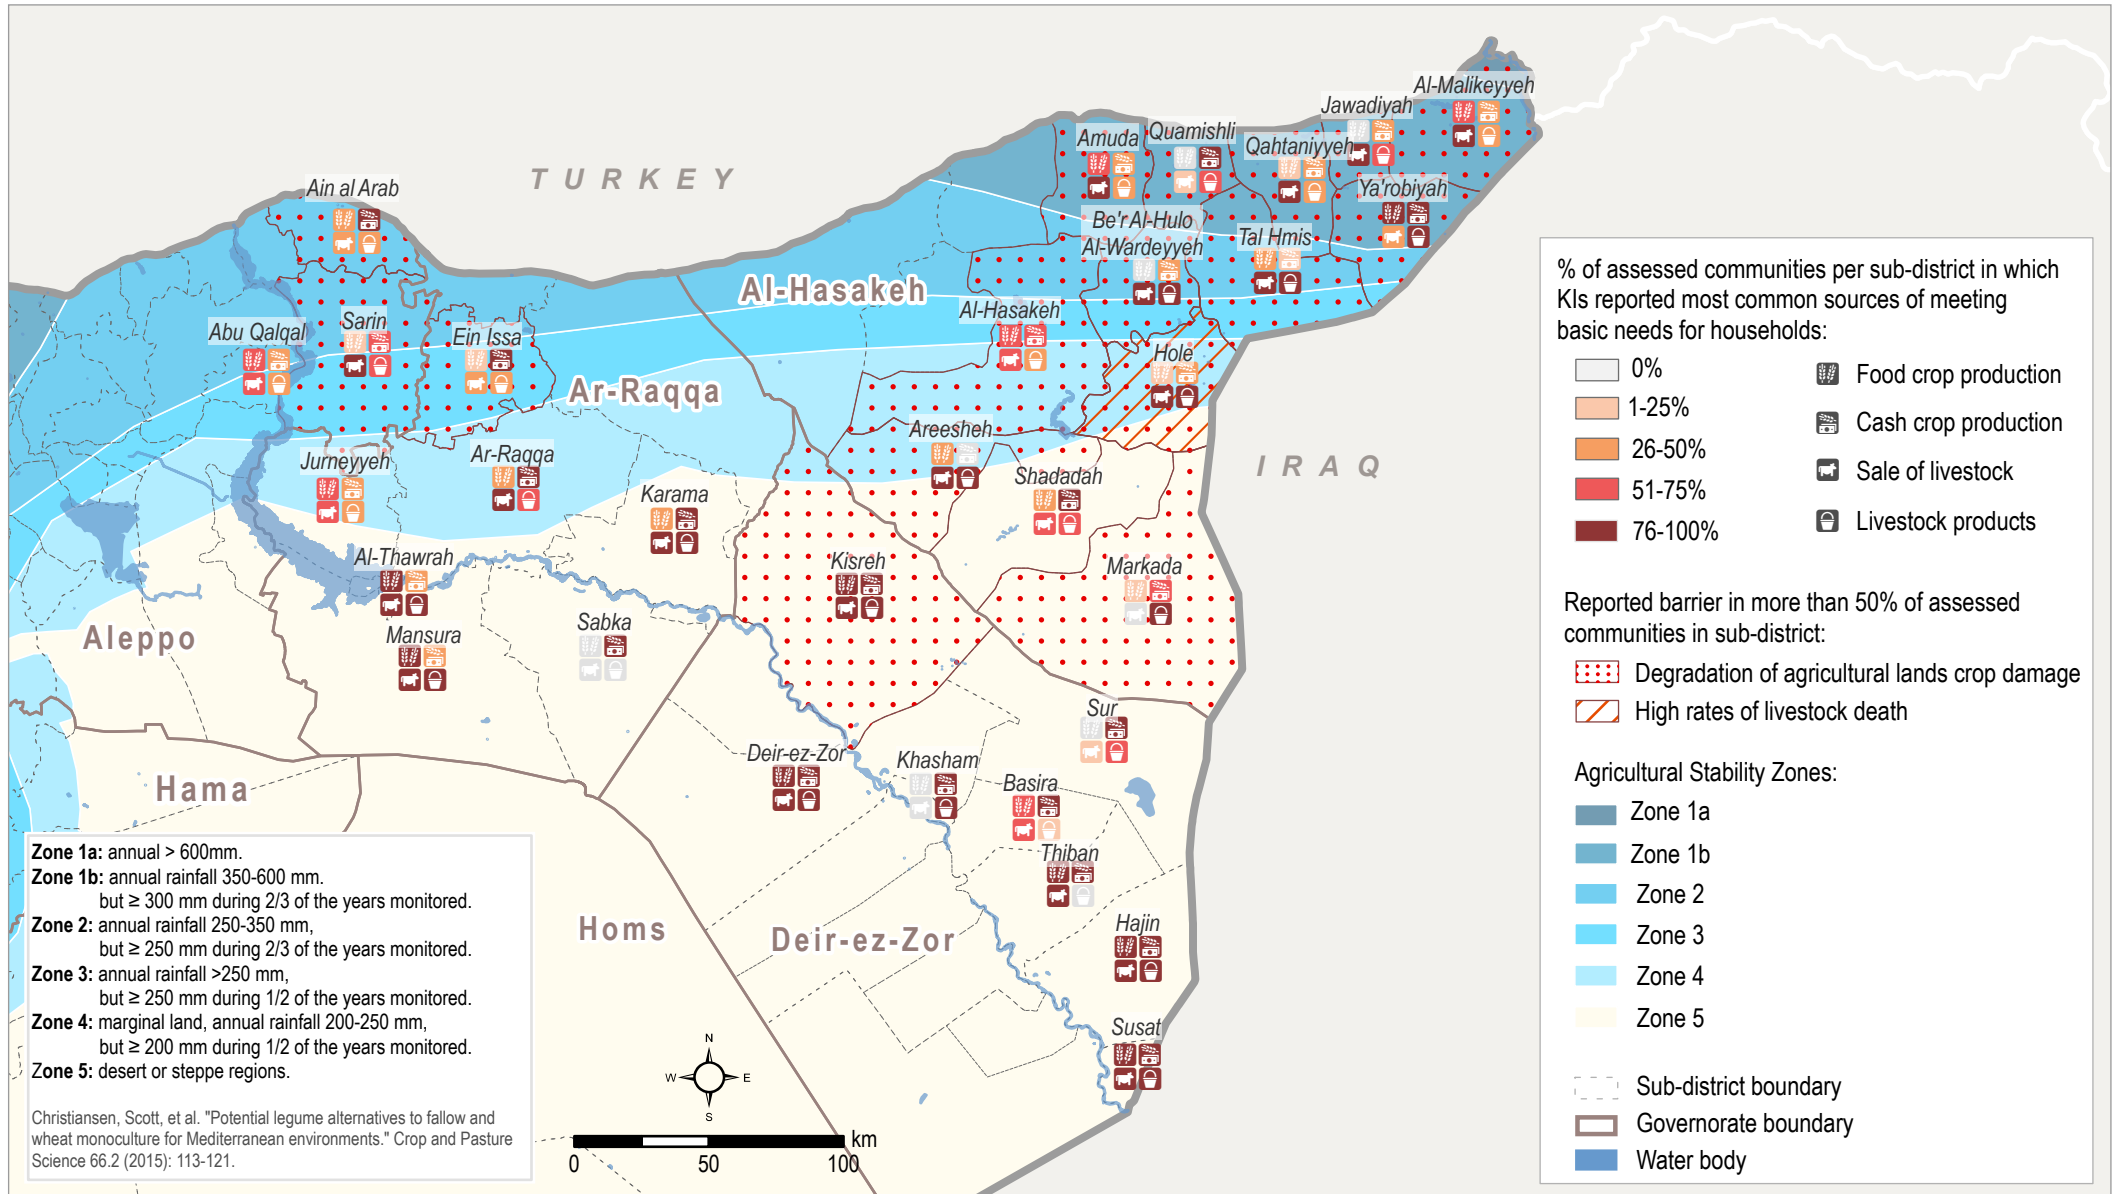 TURKEY
IRAQ
Al-Malikeyyeh
Jawadiyah
Quamishli
Amuda
Qahtaniyyeh
Ya'robiyah
Ain al Arab
Be'r Al-Hulo
Al-Wardeyyeh
Tal Hmis
Al-Hasakeh
Al-Hasakeh
Abu Qalqal
Sarin
Ein Issa
Hole
Ar-Raqqa
Areesheh
Jurneyyeh
Ar-Raqqa
Shadadah
Karama
Al-Thawrah
Kisreh
Markada
Aleppo
Mansura
Sabka
Sur
Deir-ez-Zor
Khasham
Hama
Basira
Thiban
Homs
Deir-ez-Zor
Hajin
Susat
% of assessed communities per sub-district in which
KIs reported most common sources of meeting
basic needs for households:
0%
1-25%
26-50%
51-75%
76-100%
Food crop production
Cash crop production
Sale of livestock
Livestock products
Reported barrier in more than 50% of assessed
communities in sub-district:
Degradation of agricultural lands crop damage
High rates of livestock death
Agricultural Stability Zones:
Zone 1a
Zone 1b
Zone 2
Zone 3
Zone 4
Zone 5
Sub-district boundary
Governorate boundary
Water body
Zone 1a: annual > 600mm.
Zone 1b: annual rainfall 350-600 mm.
but ≥ 300 mm during 2/3 of the years monitored.
Zone 2: annual rainfall 250-350 mm,
but ≥ 250 mm during 2/3 of the years monitored.
Zone 3: annual rainfall >250 mm,
but ≥ 250 mm during 1/2 of the years monitored.
Zone 4: marginal land, annual rainfall 200-250 mm,
but ≥ 200 mm during 1/2 of the years monitored.
Zone 5: desert or steppe regions.
Christiansen, Scott, et al. "Potential legume alternatives to fallow and
wheat monoculture for Mediterranean environments." Crop and Pasture
Science 66.2 (2015): 113-121.
N
W E
S
km
0 50 100